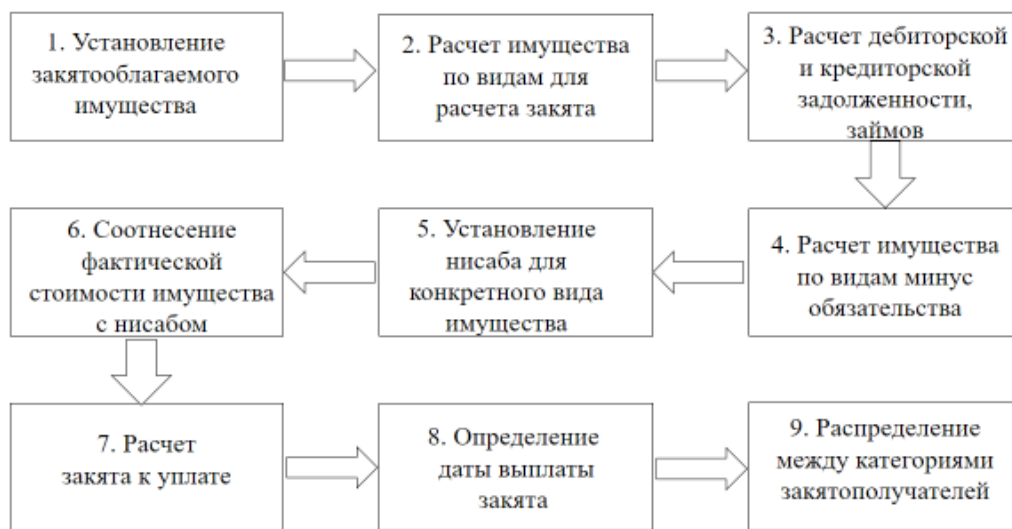 1. Установление
закятооблагаемого
имущества
2. Расчет имущества
по видам для
расчета закята
3. Расчет дебиторской
и кредиторской
задолженности,
займов
4. Расчет имущества
по видам минус
обязательства
5. Установление
нисаба для
конкретного вида
имущества
6. Соотнесение
фактической
стоимости имущества
с нисабом
7. Расчет
закята к уплате
8. Определение
даты выплаты
закята
9. Распределение
между категориями
закятополучателей